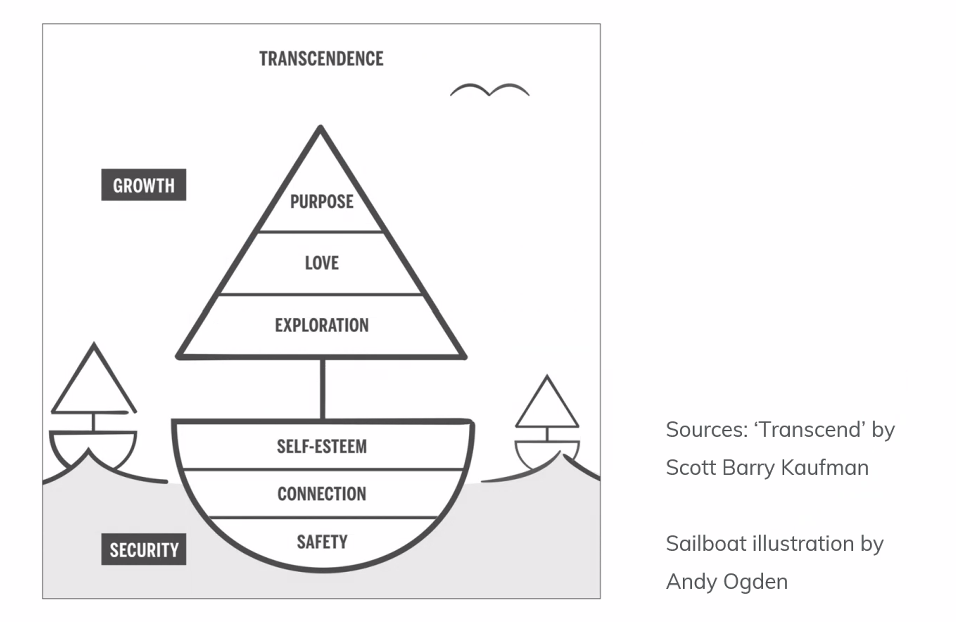 TRANSCENDENCE
GROWTH
PURPOSE
LOVE
EXPLORATION
SELF-ESTEEM
CONNECTION
SAFETY
SECURITY
Sources: ‘Transcend’ by
Scott Barry Kaufman
Sailboat illustration by
Andy Ogden